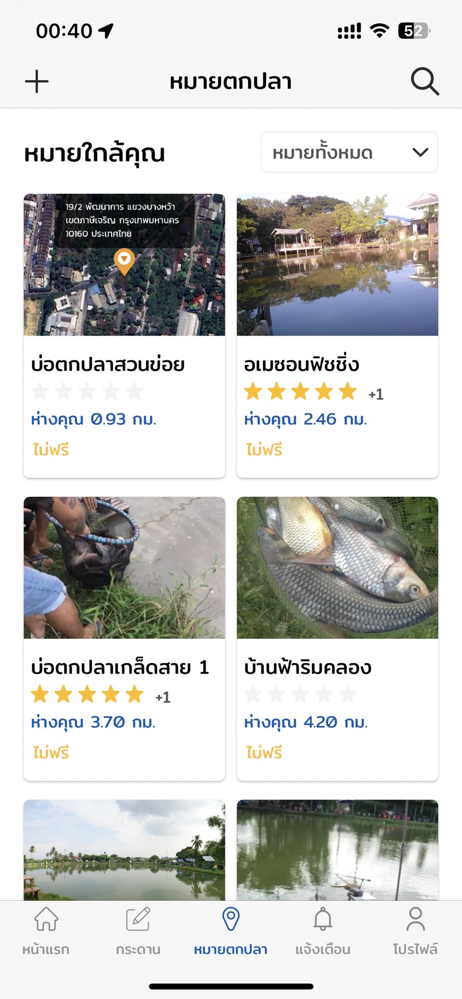 00:40
52
หมายตกปลา
หมายใกล้คุณ
หมายทั้งหมด
19/2 พัฒนาการ แขวงบางหว้า
เขตภาษีเจริญ กรุงเทพมหานคร
10160 ประเทศไทย
บ่อตกปลาสวนข่อย
ห่างคุณ 0.93 กม.
ไม่ฟรี
อเมซอนฟิชชิ่ง
+1
ห่างคุณ 2.46 กม.
ไม่ฟรี
บ่อตกปลาเกล็ดสาย 1
+1
ห่างคุณ 3.70 กม.
ไม่ฟรี
บ้านฟ้าริมคลอง
ห่างคุณ 4.20 กม.
ไม่ฟรี
หน้าแรก
กระดาน
หมายตกปลา
แจ้งเตือน
โปรไฟล์